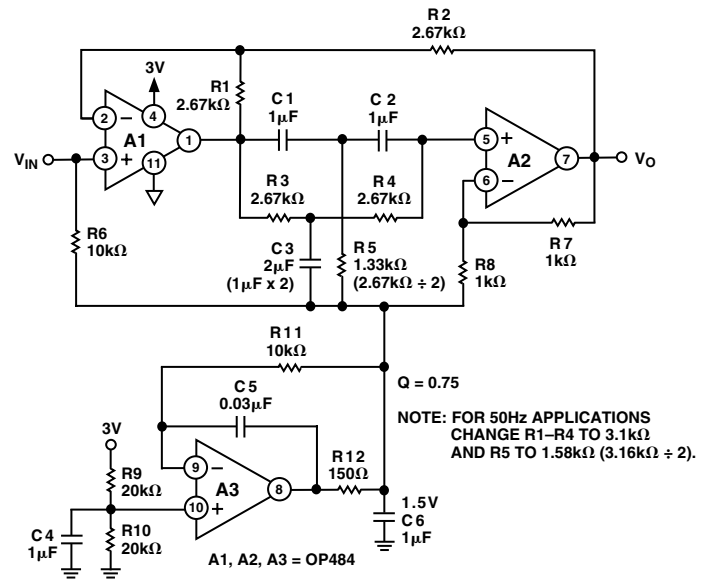 R2
2.67kΩ
3V
R1
2.67kΩ
C1
1µF
C2
1µF
2
−
4
A1
1
3
+
11
VIN
5
+
A2
7
6
−
VO
R3
2.67kΩ
R4
2.67kΩ
R6
10kΩ
C3
2µF
(1µF x 2)
R5
1.33kΩ
(2.67kΩ ÷ 2)
R8
1kΩ
R7
1kΩ
R11
10kΩ
C5
0.03µF
Q = 0.75
NOTE: FOR 50Hz APPLICATIONS
CHANGE R1–R4 TO 3.1kΩ
AND R5 TO 1.58kΩ (3.16kΩ ÷ 2).
3V
R9
20kΩ
9
−
A3
8
10
+
R12
150Ω
C4
1µF
R10
20kΩ
1.5V
C6
1µF
A1, A2, A3 = OP484